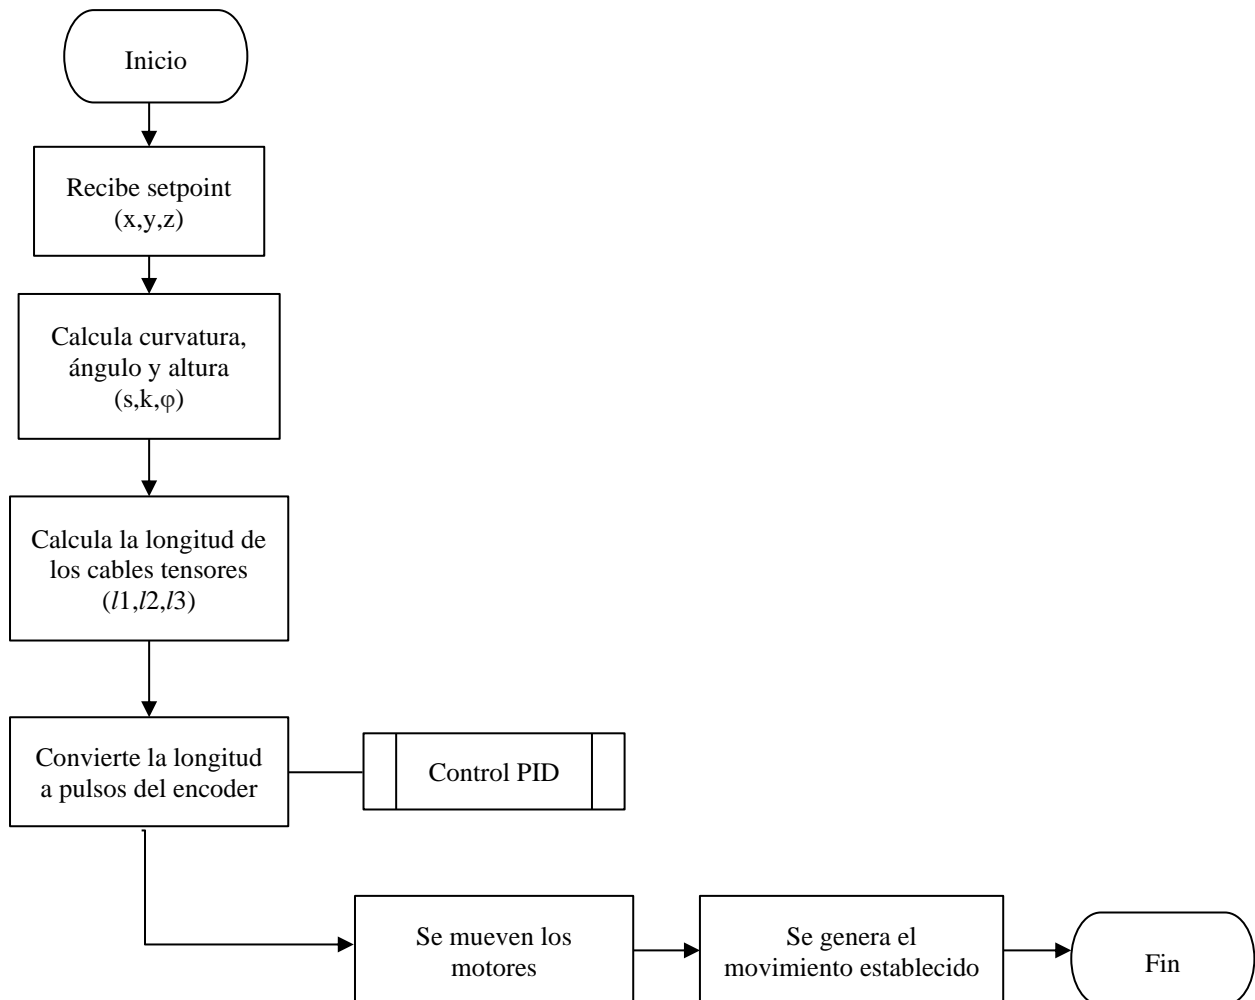 Inicio
Recibe setpoint
(x,y,z)
Calcula curvatura,
ángulo y altura
(s,k,φ)
Calcula la longitud de
los cables tensores
(l1,l2,l3)
Convierte la longitud
a pulsos del encoder
Control PID
Se mueven los
motores
Se genera el
movimiento establecido
Fin